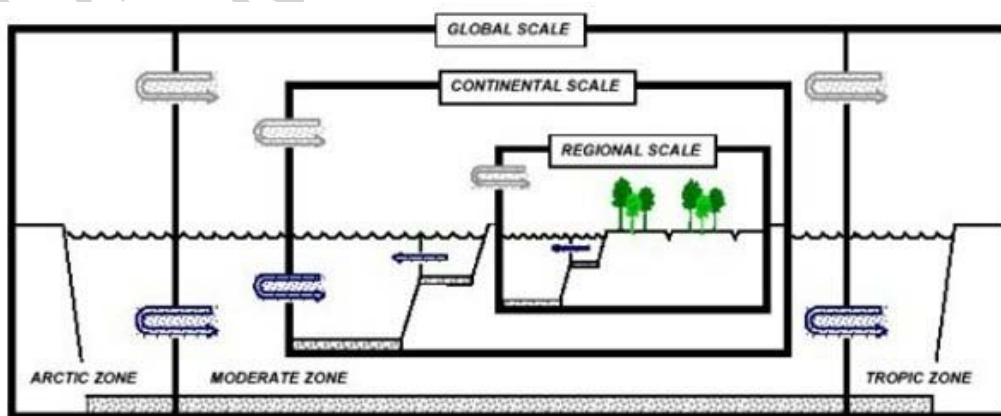 GLOBAL SCALE
CONTINENTAL SCALE
REGIONAL SCALE
ARCTIC ZONE
MODERATE ZONE
TROPIC ZONE